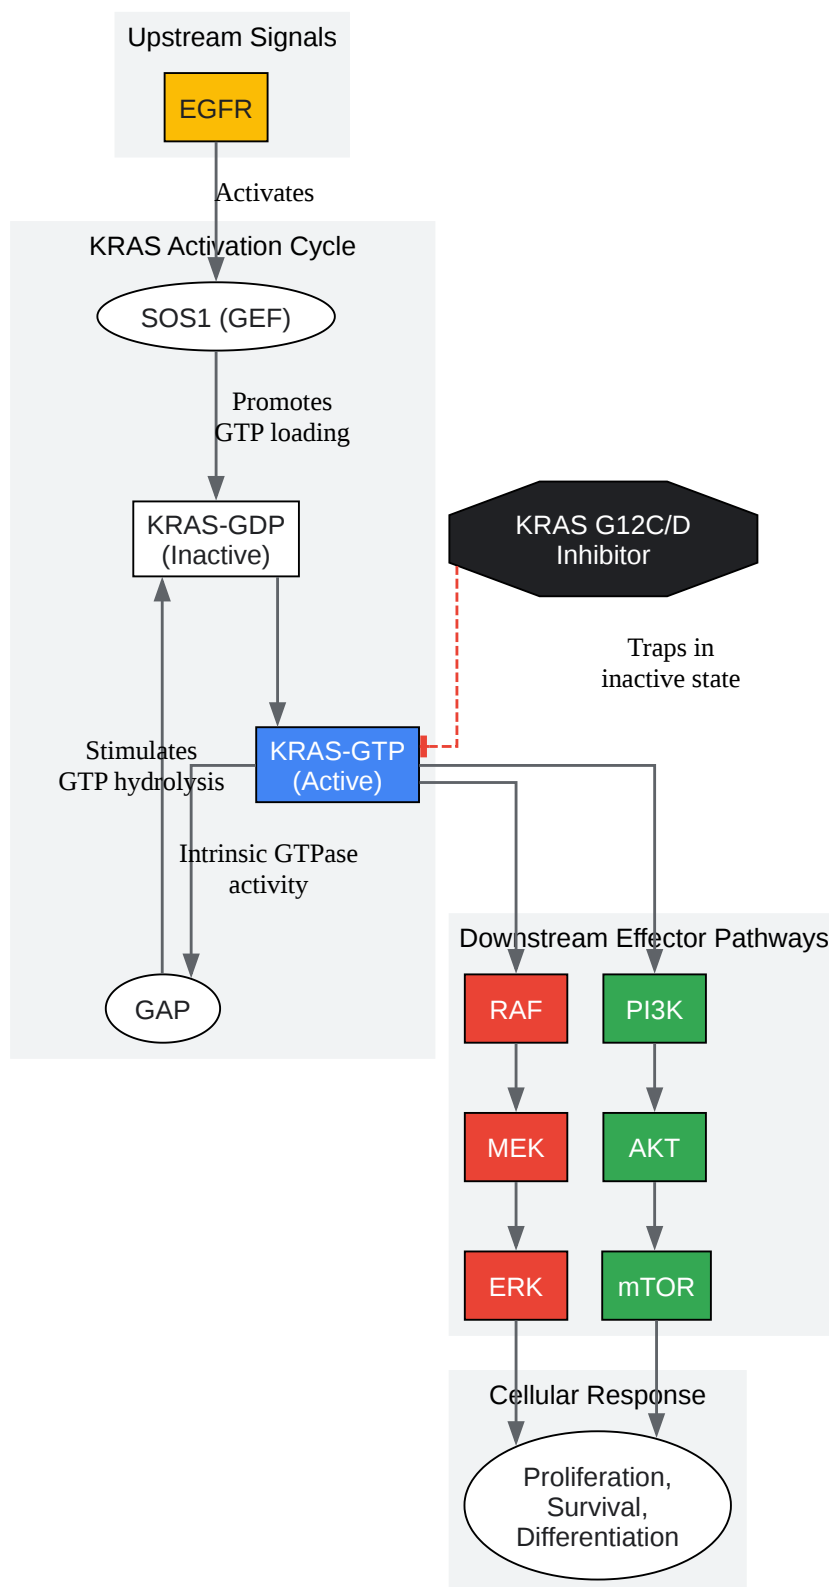 Upstream Signals
EGFR
Activates
KRAS Activation Cycle
SOS1 (GEF)
Promotes
GTP loading
KRAS-GDP
(Inactive)
KRAS G12C/D
Inhibitor
Traps in
inactive state
Stimulates
GTP hydrolysis
KRAS-GTP
(Active)
Intrinsic GTPase
activity
GAP
Downstream Effector Pathways
RAF
PI3K
MEK
AKT
ERK
mTOR
Cellular Response
Proliferation,
Survival,
Differentiation